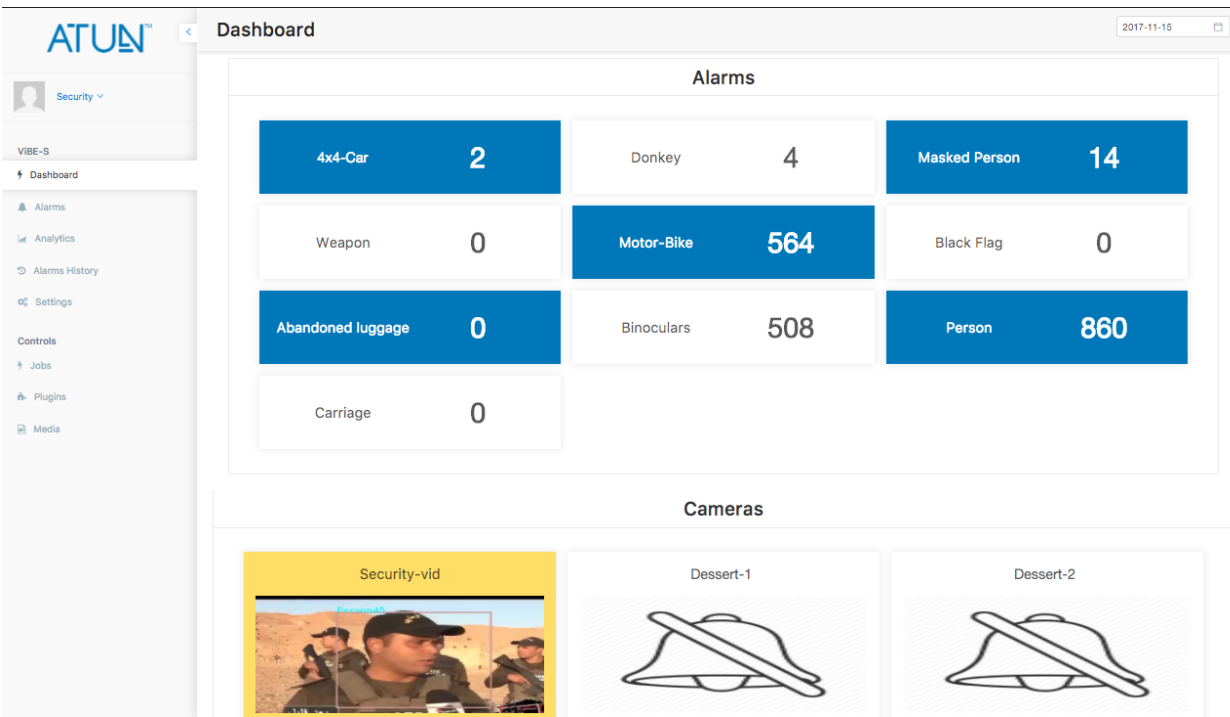 ATUN™
Security
ViBE-S
Dashboard
Alarms
Analytics
Alarms History
Settings
Controls
Jobs
Plugins
Media
Dashboard
2017-11-15
Alarms
4x4-Car 2
Donkey 4
Masked Person 14
Weapon 0
Motor-Bike 564
Black Flag 0
Abandoned luggage 0
Binoculars 508
Person 860
Carriage 0
Cameras
Security-vid
Dessert-1
Dessert-2